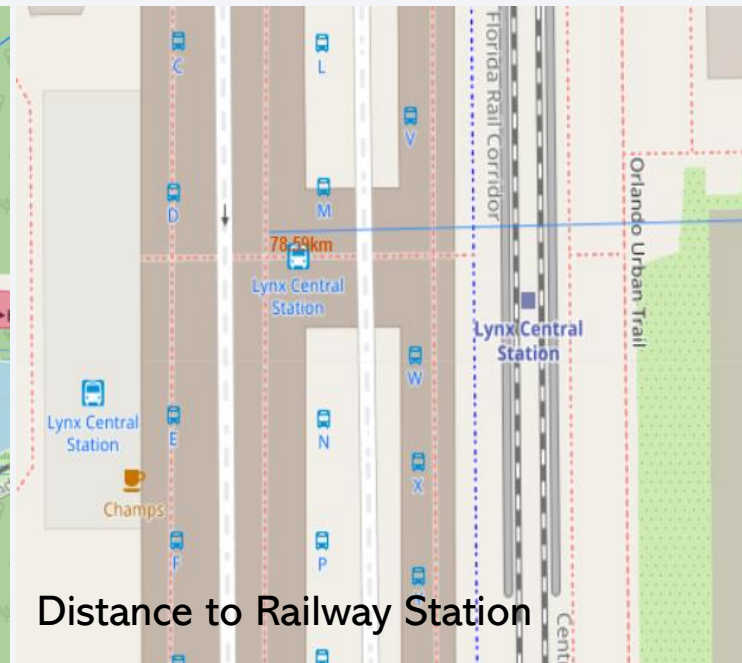 C
L
Florida Rail Corridor
V
D
M
Orlando Urban Trail
78.59km
Lynx Central
Station
Lynx Central
Station
W
Lynx Central
Station
E
N
X
Champs
F
P
Distance to Railway Station
Cent